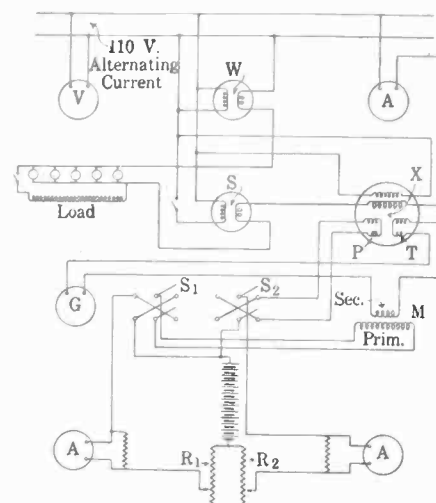 110 V.
Alternating
Current
W
V
A
X
S
Load
P
T
S1
S2
Sec.
M
G
Prim.
A
R1
R2
A